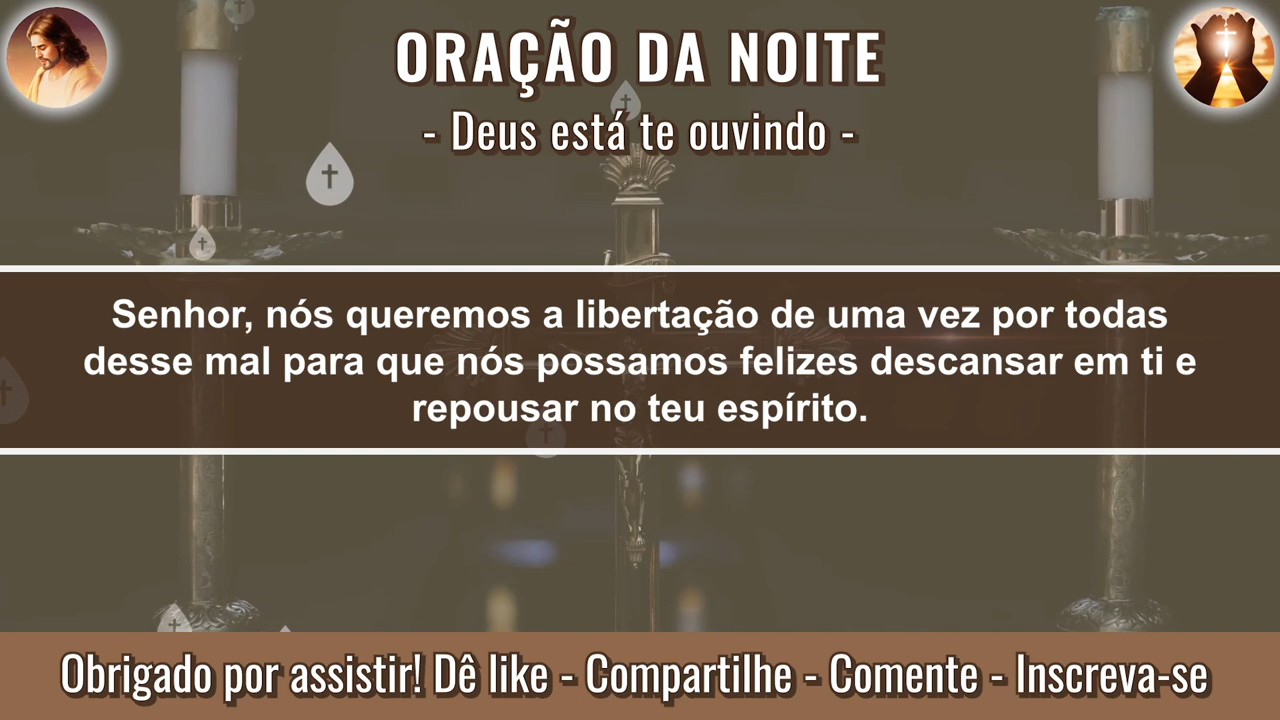 ORAÇÃO DA NOITE
- Deus está te ouvindo -
Senhor, nós queremos a libertação de uma vez por todas
desse mal para que nós possamos felizes descansar em ti e
repousar no teu espírito.
Obrigado por assistir! Dê like - Compartilhe - Comente - Inscreva-se